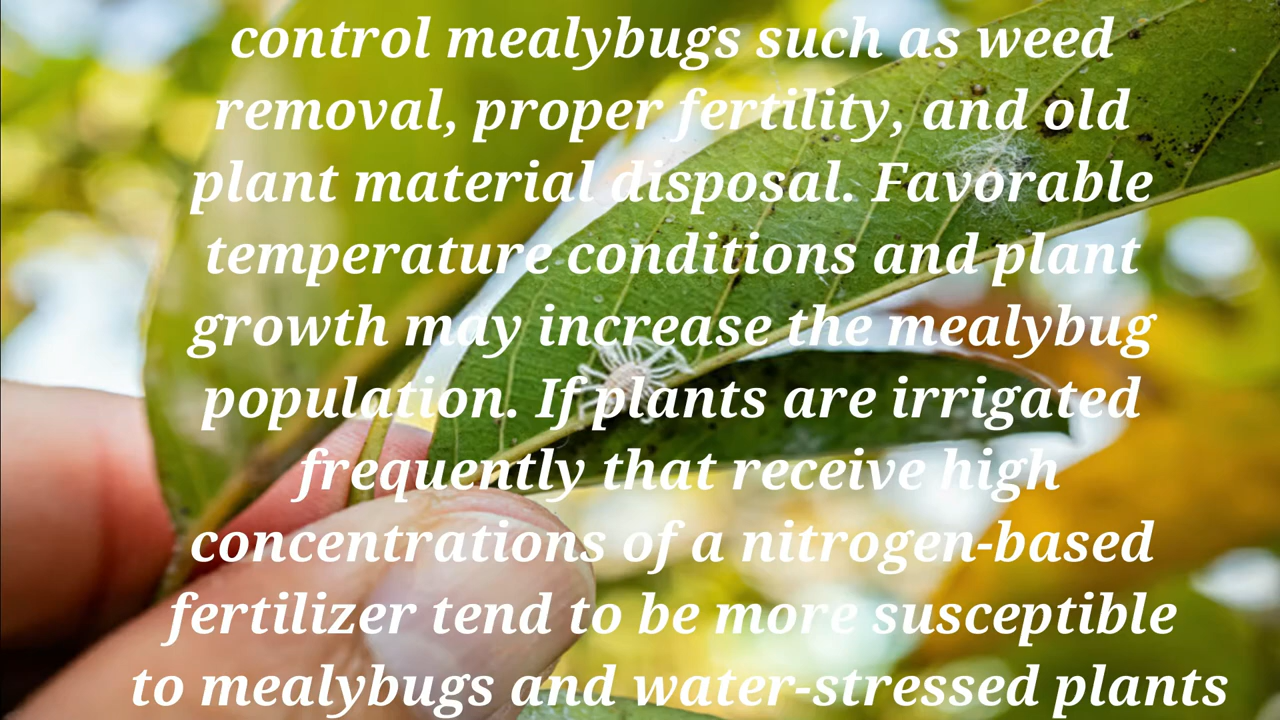 control mealybugs such as weed
removal, proper fertility, and old
plant material disposal. Favorable
temperature conditions and plant
growth may increase the mealybug
population. If plants are irrigated
frequently that receive high
concentrations of a nitrogen-based
fertilizer tend to be more susceptible
to mealybugs and water-stressed plants